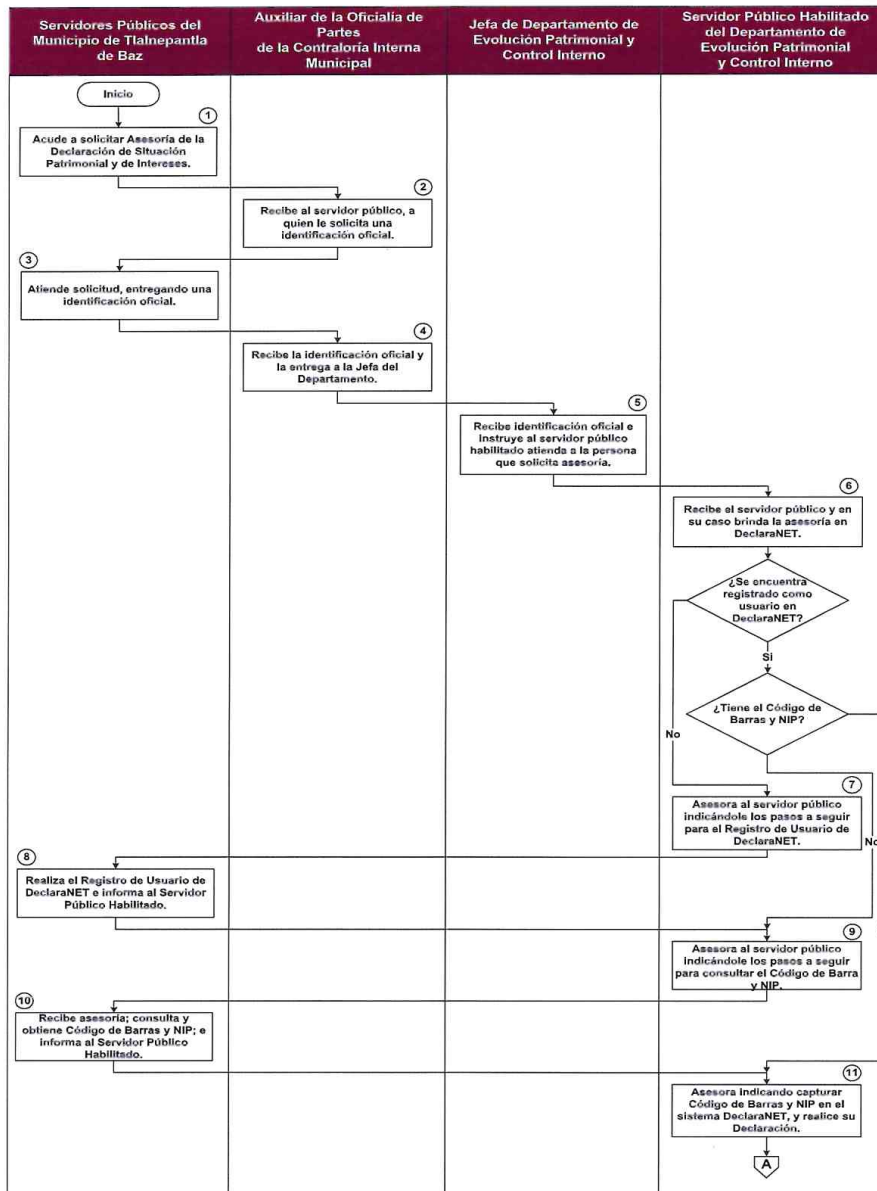 Servidores Públicos del
Municipio de Tlalnepantla
de Baz
Auxiliar de la Oficialía de
Partes
de la Contraloría Interna
Municipal
Jefa de Departamento de
Evolución Patrimonial y
Control Interno
Servidor Público Habilitado
del Departamento de
Evolución Patrimonial
y Control Interno
Inicio
1
Acude a solicitar Asesoría de la
Declaración de Situación
Patrimonial y de Intereses.
2
Recibe al servidor público, a
quien le solicita una
identificación oficial.
3
Atiende solicitud, entregando una
identificación oficial.
4
Recibe la identificación oficial y
la entrega a la Jefa del
Departamento.
5
Recibe identificación oficial e
instruye al servidor público
habilitado atienda a la persona
que solicita asesoría.
6
Recibe el servidor público y en
su caso brinda la asesoría en
DeclaraNET.
¿Se encuentra
registrado como
usuario en
DeclaraNET?
Si
¿Tiene el Código de
Barras y NIP?
No
7
Asesora al servidor público
indicándole los pasos a seguir
para el Registro de Usuario de
DeclaraNET.
No
8
Realiza el Registro de Usuario de
DeclaraNET e informa al Servidor
Público Habilitado.
9
Asesora al servidor público
indicándole los pasos a seguir
para consultar el Código de Barra
y NIP.
10
Recibe asesoría; consulta y
obtiene Código de Barras y NIP; e
informa al Servidor Público
Habilitado.
11
Asesora indicando capturar
Código de Barras y NIP en el
sistema DeclaraNET, y realice su
Declaración.
A